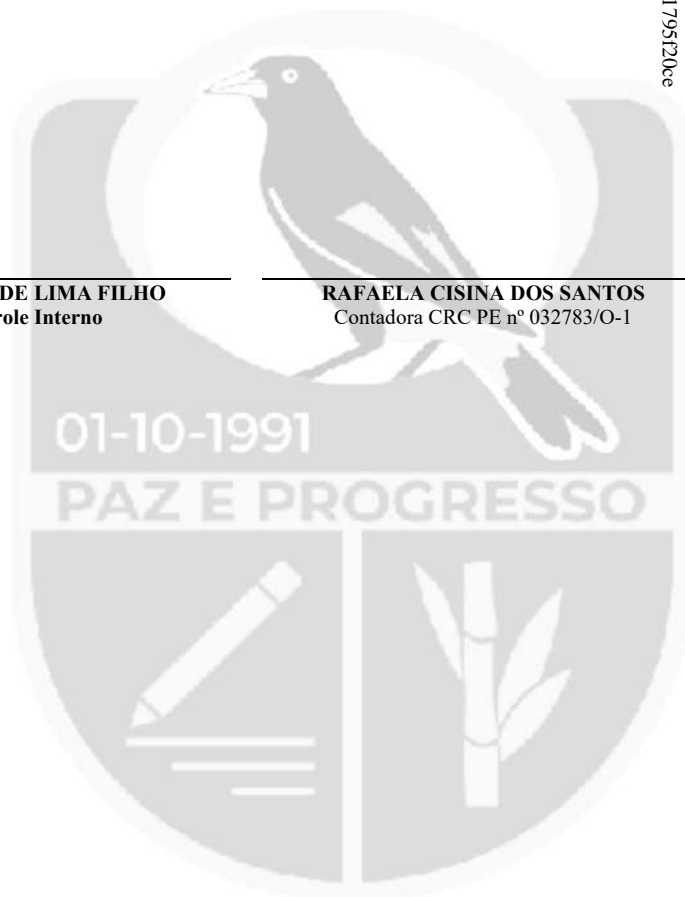 1795f20ce
DE LIMA FILHO
role Interno
RAFAELA CISINA DOS SANTOS
Contadora CRC PE nº 032783/O-1
01-10-1991
PAZ E PROGRESSO